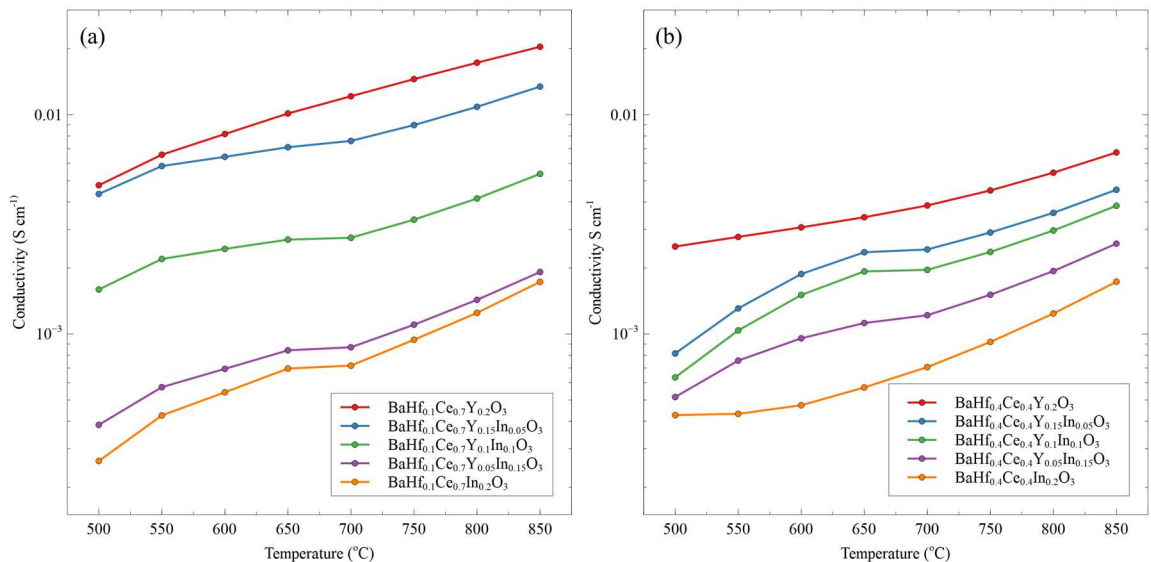 (a)
Conductivity (S cm⁻¹)
0.01
10⁻³
BaHf₀.₁Ce₀.₇Y₀.₂O₃
BaHf₀.₁Ce₀.₇Y₀.₁₅In₀.₀₅O₃
BaHf₀.₁Ce₀.₇Y₀.₁In₀.₁O₃
BaHf₀.₁Ce₀.₇Y₀.₀₅In₀.₁₅O₃
BaHf₀.₁Ce₀.₇In₀.₂O₃
500 550 600 650 700 750 800 850
Temperature (°C)
(b)
Conductivity S cm⁻¹
0.01
10⁻³
BaHf₀.₄Ce₀.₄Y₀.₂O₃
BaHf₀.₄Ce₀.₄Y₀.₁₅In₀.₀₅O₃
BaHf₀.₄Ce₀.₄Y₀.₁In₀.₁O₃
BaHf₀.₄Ce₀.₄Y₀.₀₅In₀.₁₅O₃
BaHf₀.₄Ce₀.₄In₀.₂O₃
500 550 600 650 700 750 800 850
Temperature (°C)